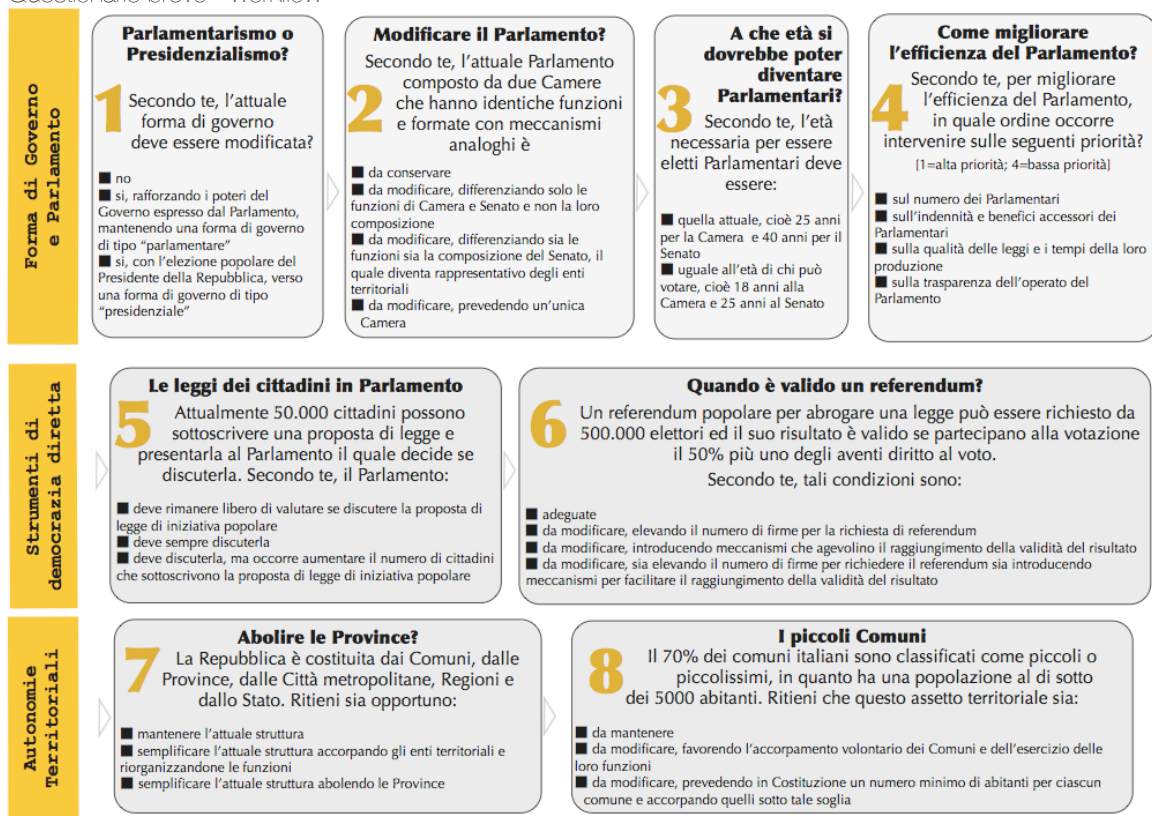 Questionario breve - workflow
Forma di Governo
e Parlamento
Parlamentarismo o
Presidenzialismo?
1
Secondo te, l'attuale
forma di governo
deve essere modificata?
■ no
■ si, rafforzando i poteri del
Governo espresso dal Parlamento,
mantenendo una forma di governo
di tipo "parlamentare"
■ si, con l'elezione popolare del
Presidente della Repubblica, verso
una forma di governo di tipo
"presidenziale"
Modificare il Parlamento?
2
Secondo te, l'attuale Parlamento
composto da due Camere
che hanno identiche funzioni
e formate con meccanismi
analoghi è
■ da conservare
■ da modificare, differenziando solo le
funzioni di Camera e Senato e non la loro
composizione
■ da modificare, differenziando sia le
funzioni sia la composizione del Senato, il
quale diventa rappresentativo degli enti
territoriali
■ da modificare, prevedendo un'unica
Camera
A che età si
dovrebbe poter
diventare
Parlamentari?
3
Secondo te, l'età
necessaria per essere
eletti Parlamentari deve
essere:
■ quella attuale, cioè 25 anni
per la Camera e 40 anni per il
Senato
■ uguale all'età di chi può
votare, cioè 18 anni alla
Camera e 25 anni al Senato
Come migliorare
l'efficienza del Parlamento?
4
Secondo te, per migliorare
l'efficienza del Parlamento,
in quale ordine occorre
intervenire sulle seguenti priorità?
[1=alta priorità; 4=bassa priorità]
■ sul numero dei Parlamentari
■ sull'indennità e benefici accessori dei
Parlamentari
■ sulla qualità delle leggi e i tempi della loro
produzione
■ sulla trasparenza dell'operato del
Parlamento
Strumenti di
democrazia diretta
Le leggi dei cittadini in Parlamento
5
Attualmente 50.000 cittadini possono
sottoscrivere una proposta di legge e
presentarla al Parlamento il quale decide se
discuterla. Secondo te, il Parlamento:
■ deve rimanere libero di valutare se discutere la proposta di
legge di iniziativa popolare
■ deve sempre discuterla
■ deve discuterla, ma occorre aumentare il numero di cittadini
che sottoscrivono la proposta di legge di iniziativa popolare
Quando è valido un referendum?
6
Un referendum popolare per abrogare una legge può essere richiesto da
500.000 elettori ed il suo risultato è valido se partecipano alla votazione
il 50% più uno degli aventi diritto al voto.
Secondo te, tali condizioni sono:
■ adeguate
■ da modificare, elevando il numero di firme per la richiesta di referendum
■ da modificare, introducendo meccanismi che agevolino il raggiungimento della validità del risultato
■ da modificare, sia elevando il numero di firme per richiedere il referendum sia introducendo
meccanismi per facilitare il raggiungimento della validità del risultato
Autonomie
Territoriali
Abolire le Province?
7
La Repubblica è costituita dai Comuni, dalle
Province, dalle Città metropolitane, Regioni e
dallo Stato. Ritieni sia opportuno:
■ mantenere l'attuale struttura
■ semplificare l'attuale struttura accorpando gli enti territoriali e
riorganizzandone le funzioni
■ semplificare l'attuale struttura abolendo le Province
I piccoli Comuni
8
Il 70% dei comuni italiani sono classificati come piccoli o
piccolissimi, in quanto ha una popolazione al di sotto
dei 5000 abitanti. Ritieni che questo assetto territoriale sia:
■ da mantenere
■ da modificare, favorendo l'accorpamento volontario dei Comuni e dell'esercizio delle
loro funzioni
■ da modificare, prevedendo in Costituzione un numero minimo di abitanti per ciascun
comune e accorpando quelli sotto tale soglia